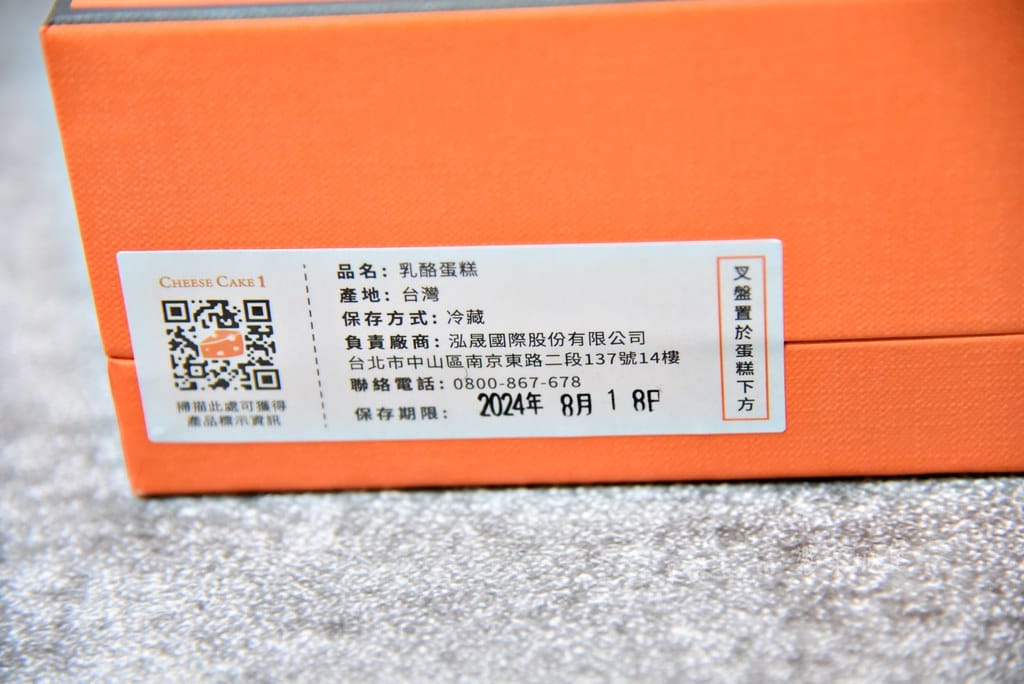 CHEESE CAKE 1
掃描此處可獲得
產品標示資訊
品名：乳酪蛋糕
產地：台灣
保存方式：冷藏
負責廠商：泓晟國際股份有限公司
台北市中山區南京東路二段137號14樓
聯絡電話：0800-867-678
保存期限： 2024年 8月 1 8日
叉盤置於蛋糕下方